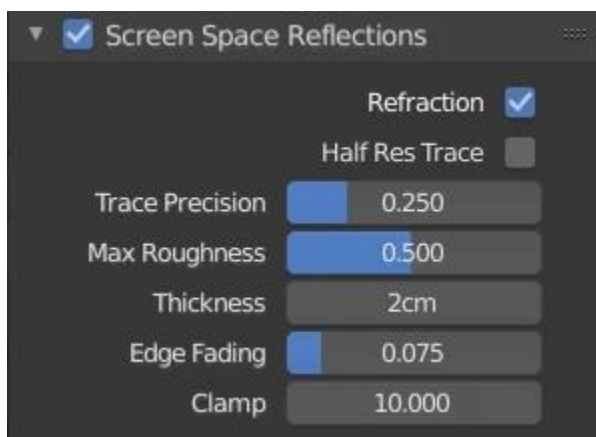 Screen Space Reflections
Refraction
Half Res Trace
Trace Precision 0.250
Max Roughness 0.500
Thickness 2cm
Edge Fading 0.075
Clamp 10.000